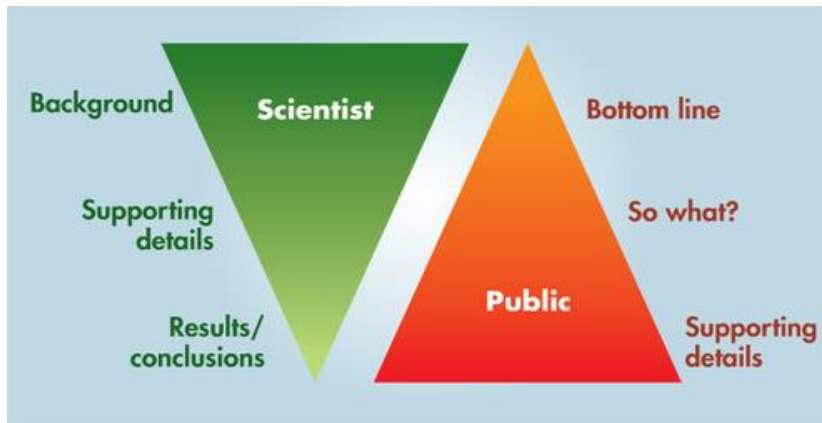 Background
Scientist
Supporting
details
Results/
conclusions
Bottom line
So what?
Public
Supporting
details